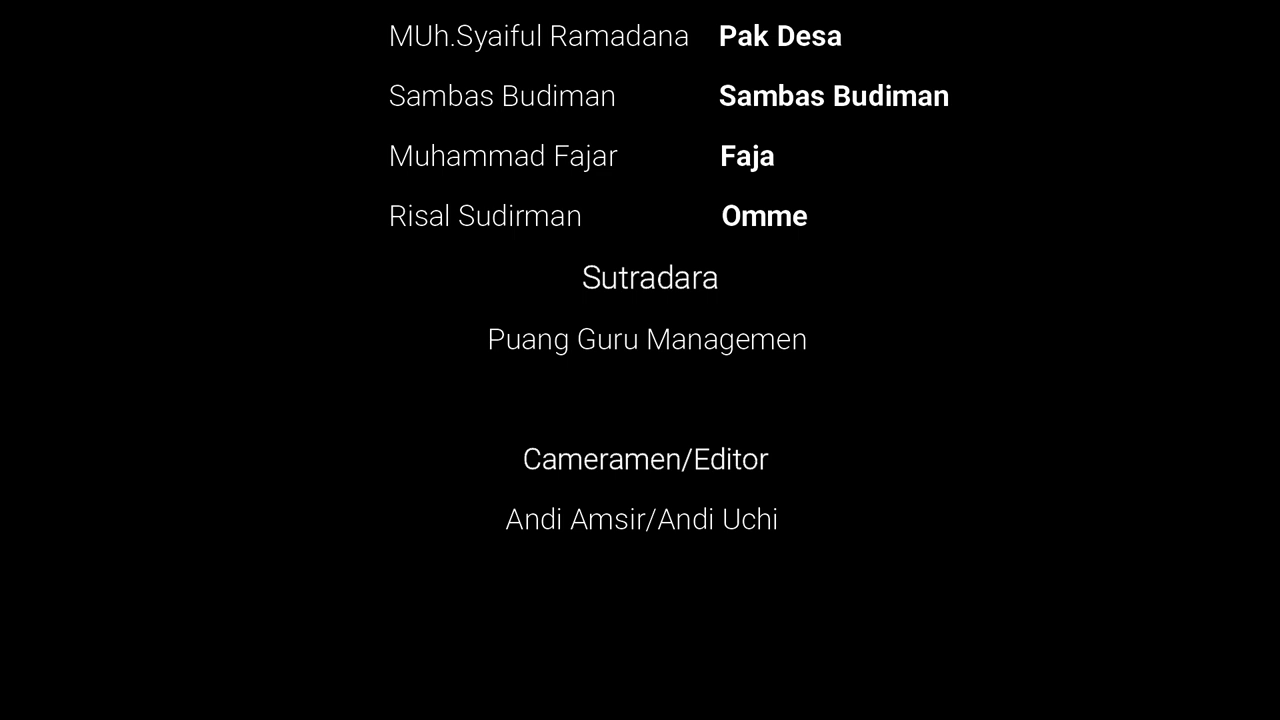 MUh.Syaiful Ramadana Pak Desa
Sambas Budiman Sambas Budiman
Muhammad Fajar Faja
Risal Sudirman Omme
Sutradara
Puang Guru Managemen
Cameramen/Editor
Andi Amsir/Andi Uchi